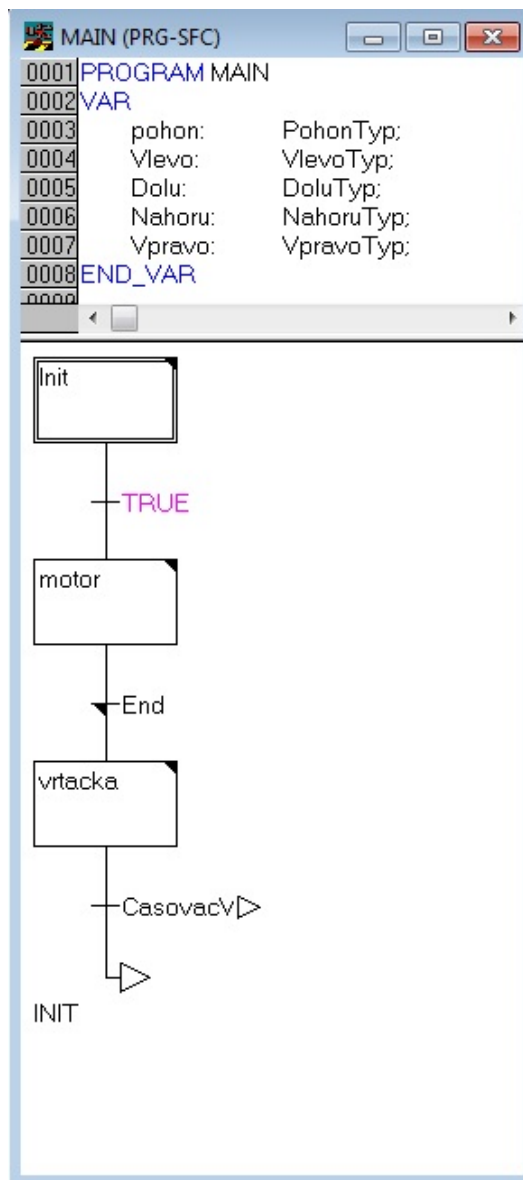 MAIN (PRG-SFC)
0001 PROGRAM MAIN
0002 VAR
0003 pohon: PohonTyp;
0004 Vlevo: VlevoTyp;
0005 Dolu: DoluTyp;
0006 Nahoru: NahoruTyp;
0007 Vpravo: VpravoTyp;
0008 END_VAR
Init
TRUE
motor
End
vrtacka
CasovacV
INIT